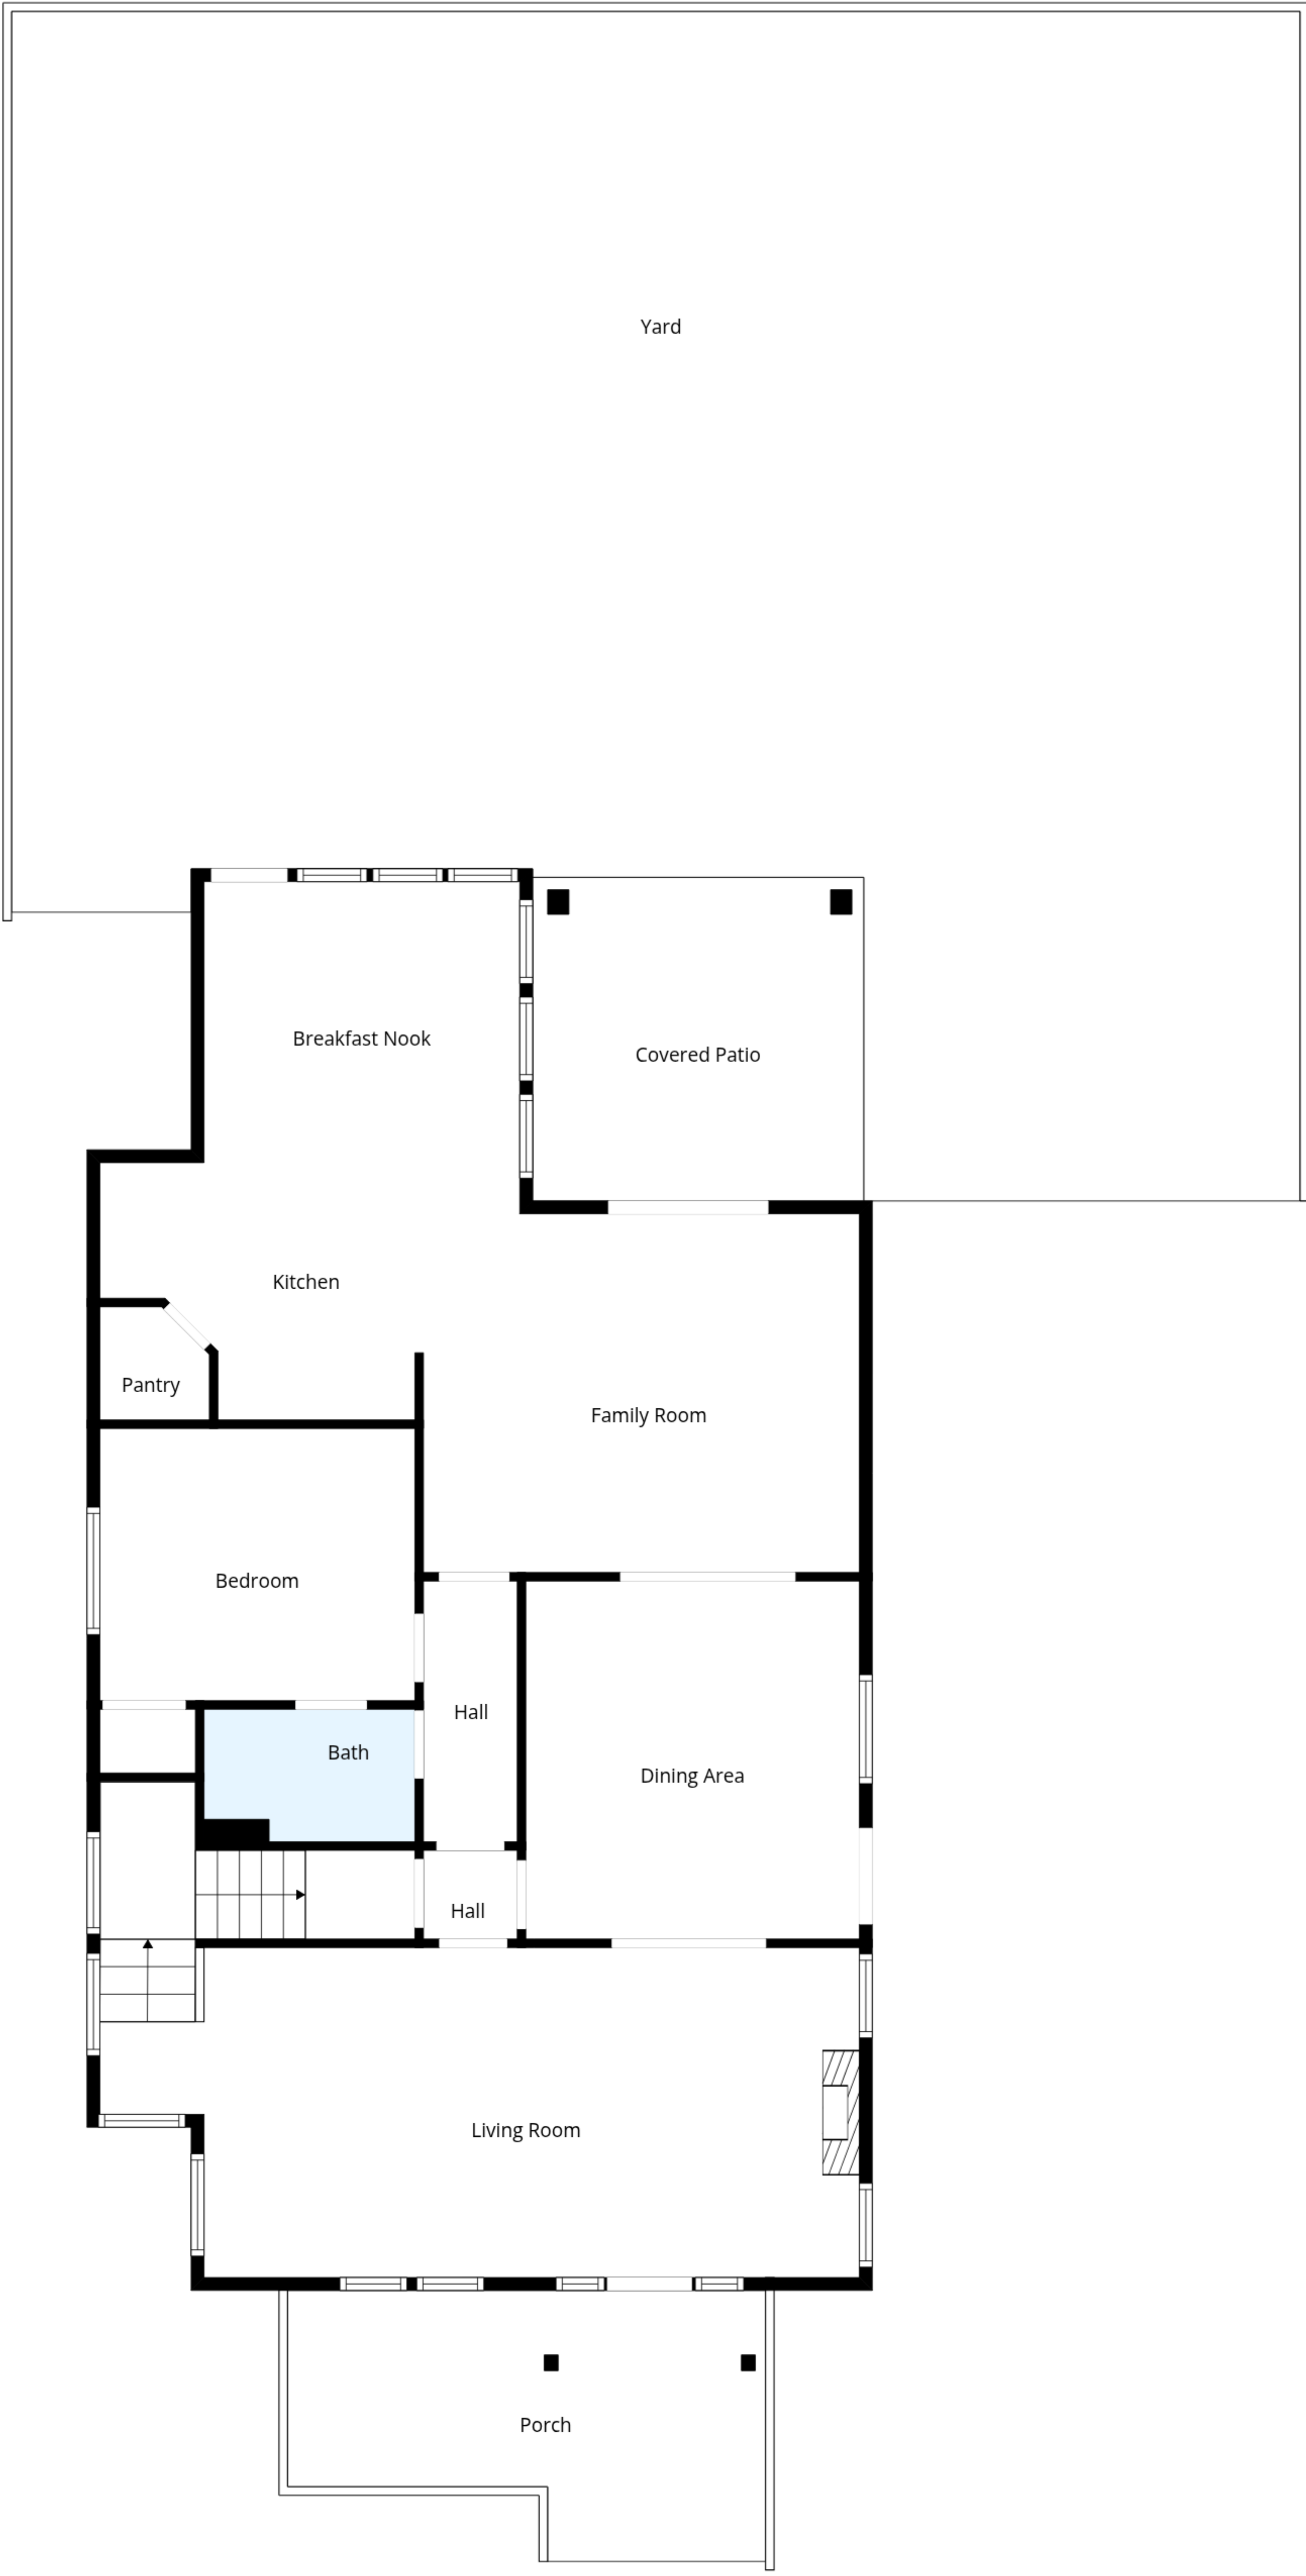 Yard
Breakfast Nook
Covered Patio
Kitchen
Pantry
Family Room
Bedroom
Hall
Bath
Dining Area
Hall
Living Room
Porch